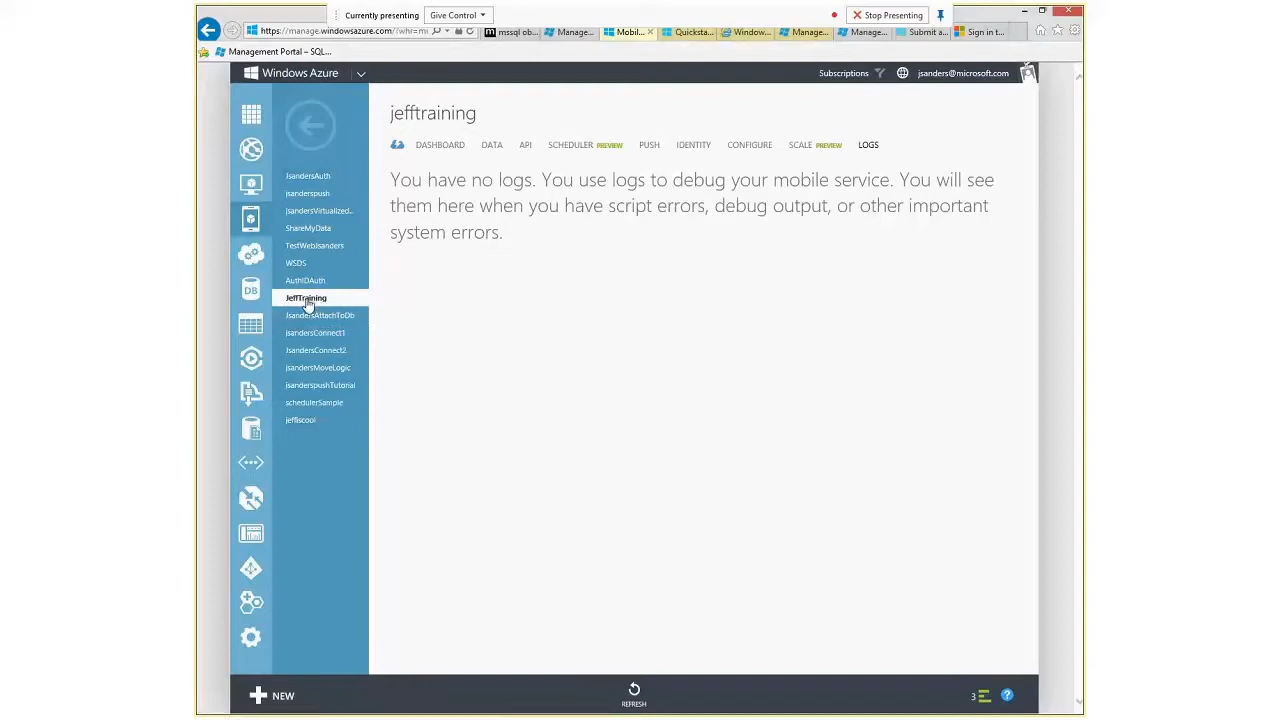 Currently presenting
Give Control
Stop Presenting
https://manage.windowsazure.com/?whr=mi
mssql ob...
Manage...
Mobil...
Quicksta...
Window...
Manage...
Manage...
Submit a...
Sign in t...
Management Portal – SQL...
Windows Azure
Subscriptions
jsanders@microsoft.com
jefftraining
DASHBOARD
DATA
API
SCHEDULER PREVIEW
PUSH
IDENTITY
CONFIGURE
SCALE PREVIEW
LOGS
You have no logs. You use logs to debug your mobile service. You will see
them here when you have script errors, debug output, or other important
system errors.
JsandersAuth
jsanderspush
jsandersVirtualized...
ShareMyData
TestWebJsanders
WSDS
AuthIDAuth
JeffTraining
JsandersAttachToDb
jsandersConnect1
JsandersConnect2
jsandersMoveLogic
jsanderspushTutorial
schedulerSample
jeffiscool
DB
NEW
REFRESH
3
?